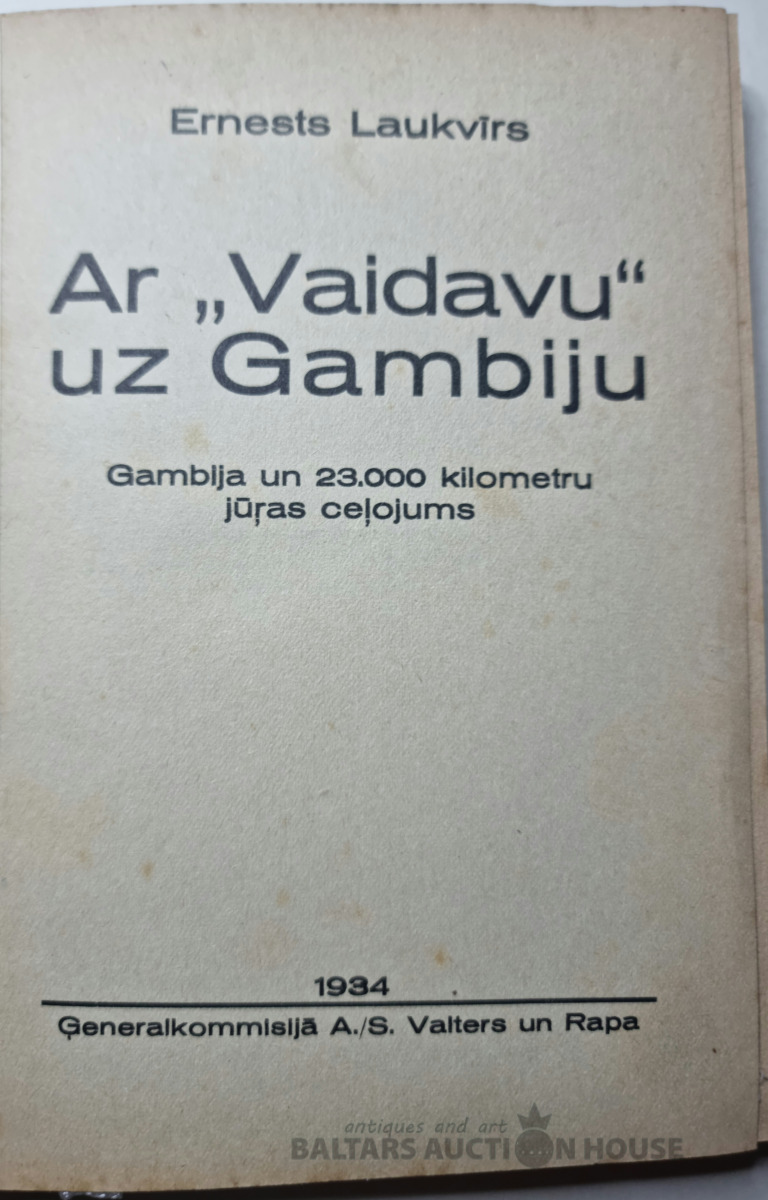 Ernests Laukvīrs
Ar „Vaidavu“
uz Gambiju
Gambija un 23.000 kilometru
jūŗas ceļojums
1934
Ģeneralkommisijā A./S. Valters un Rapa
antiques and art
BALTARS AUCTION HOUSE